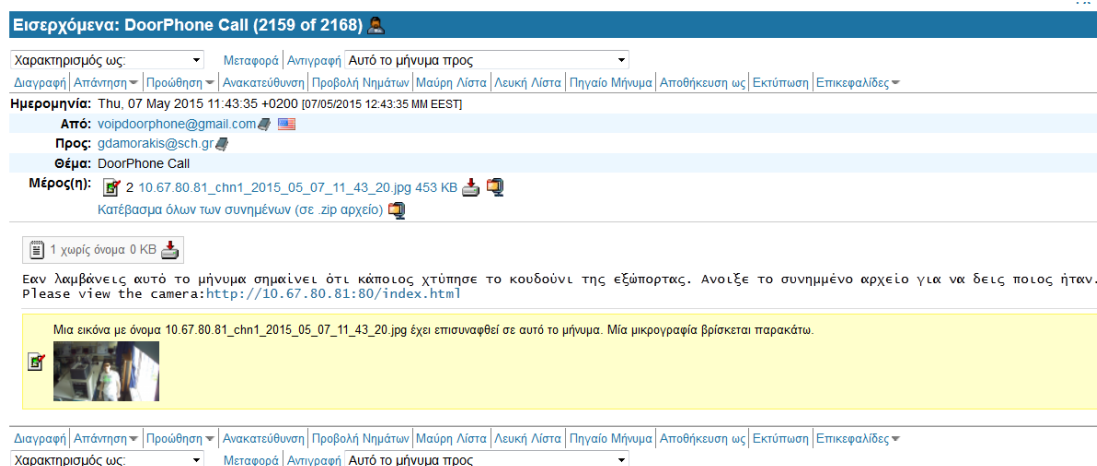 Εισερχόμενα: DoorPhone Call (2159 of 2168)
Χαρακτηρισμός ως: Μεταφορά Αντιγραφή Αυτό το μήνυμα προς
Διαγραφή Απάντηση Προώθηση Ανακατεύθυνση Προβολή Νημάτων Μαύρη Λίστα Λευκή Λίστα Πηγαίο Μήνυμα Αποθήκευση ως Εκτύπωση Επικεφαλίδες
Ημερομηνία: Thu, 07 May 2015 11:43:35 +0200 [07/05/2015 12:43:35 ΜΜ EEST]
Από: voipdoorphone@gmail.com
Προς: gdamorakis@sch.gr
Θέμα: DoorPhone Call
Μέρος(η): 2 10.67.80.81_chn1_2015_05_07_11_43_20.jpg 453 KB
Κατέβασμα όλων των συνημένων (σε .zip αρχείο)
1 χωρίς όνομα 0 KB
Εαν λαμβάνεις αυτό το μήνυμα σημαίνει ότι κάποιος χτύπησε το κουδούνι της εξώπορτας. Ανοιξε το συνημμένο αρχείο για να δεις ποιος ήταν.
Please view the camera:http://10.67.80.81:80/index.html
Μια εικόνα με όνομα 10.67.80.81_chn1_2015_05_07_11_43_20.jpg έχει επισυναφθεί σε αυτό το μήνυμα. Μία μικρογραφία βρίσκεται παρακάτω.
Διαγραφή Απάντηση Προώθηση Ανακατεύθυνση Προβολή Νημάτων Μαύρη Λίστα Λευκή Λίστα Πηγαίο Μήνυμα Αποθήκευση ως Εκτύπωση Επικεφαλίδες
Χαρακτηρισμός ως: Μεταφορά Αντιγραφή Αυτό το μήνυμα προς